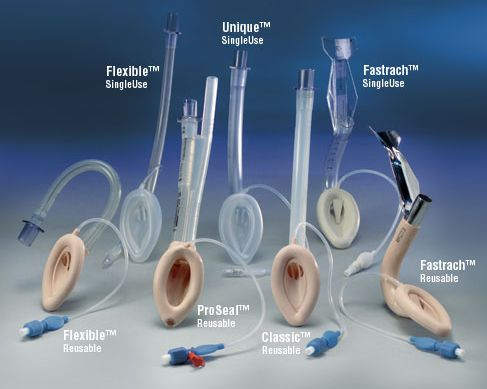 Unique™
SingleUse
Flexible™
SingleUse
Fastrach™
SingleUse
Fastrach™
Reusable
ProSeal™
Reusable
Flexible™
Reusable
Classic™
Reusable